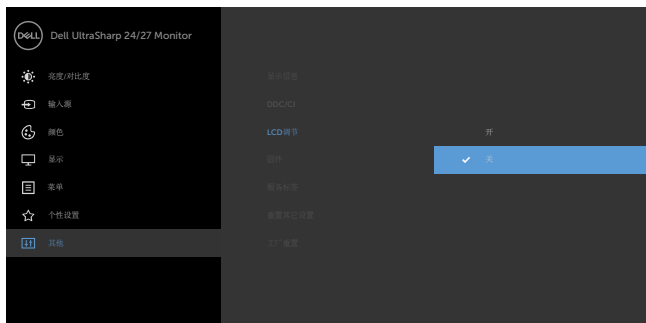 DELL
Dell UltraSharp 24/27 Monitor
亮度/对比度
输入源
颜色
显示
菜单
个性设置
其他
显示信息
DDC/CI
LCD调节
固件
服务标签
重置其它设置
工厂重置
开
关